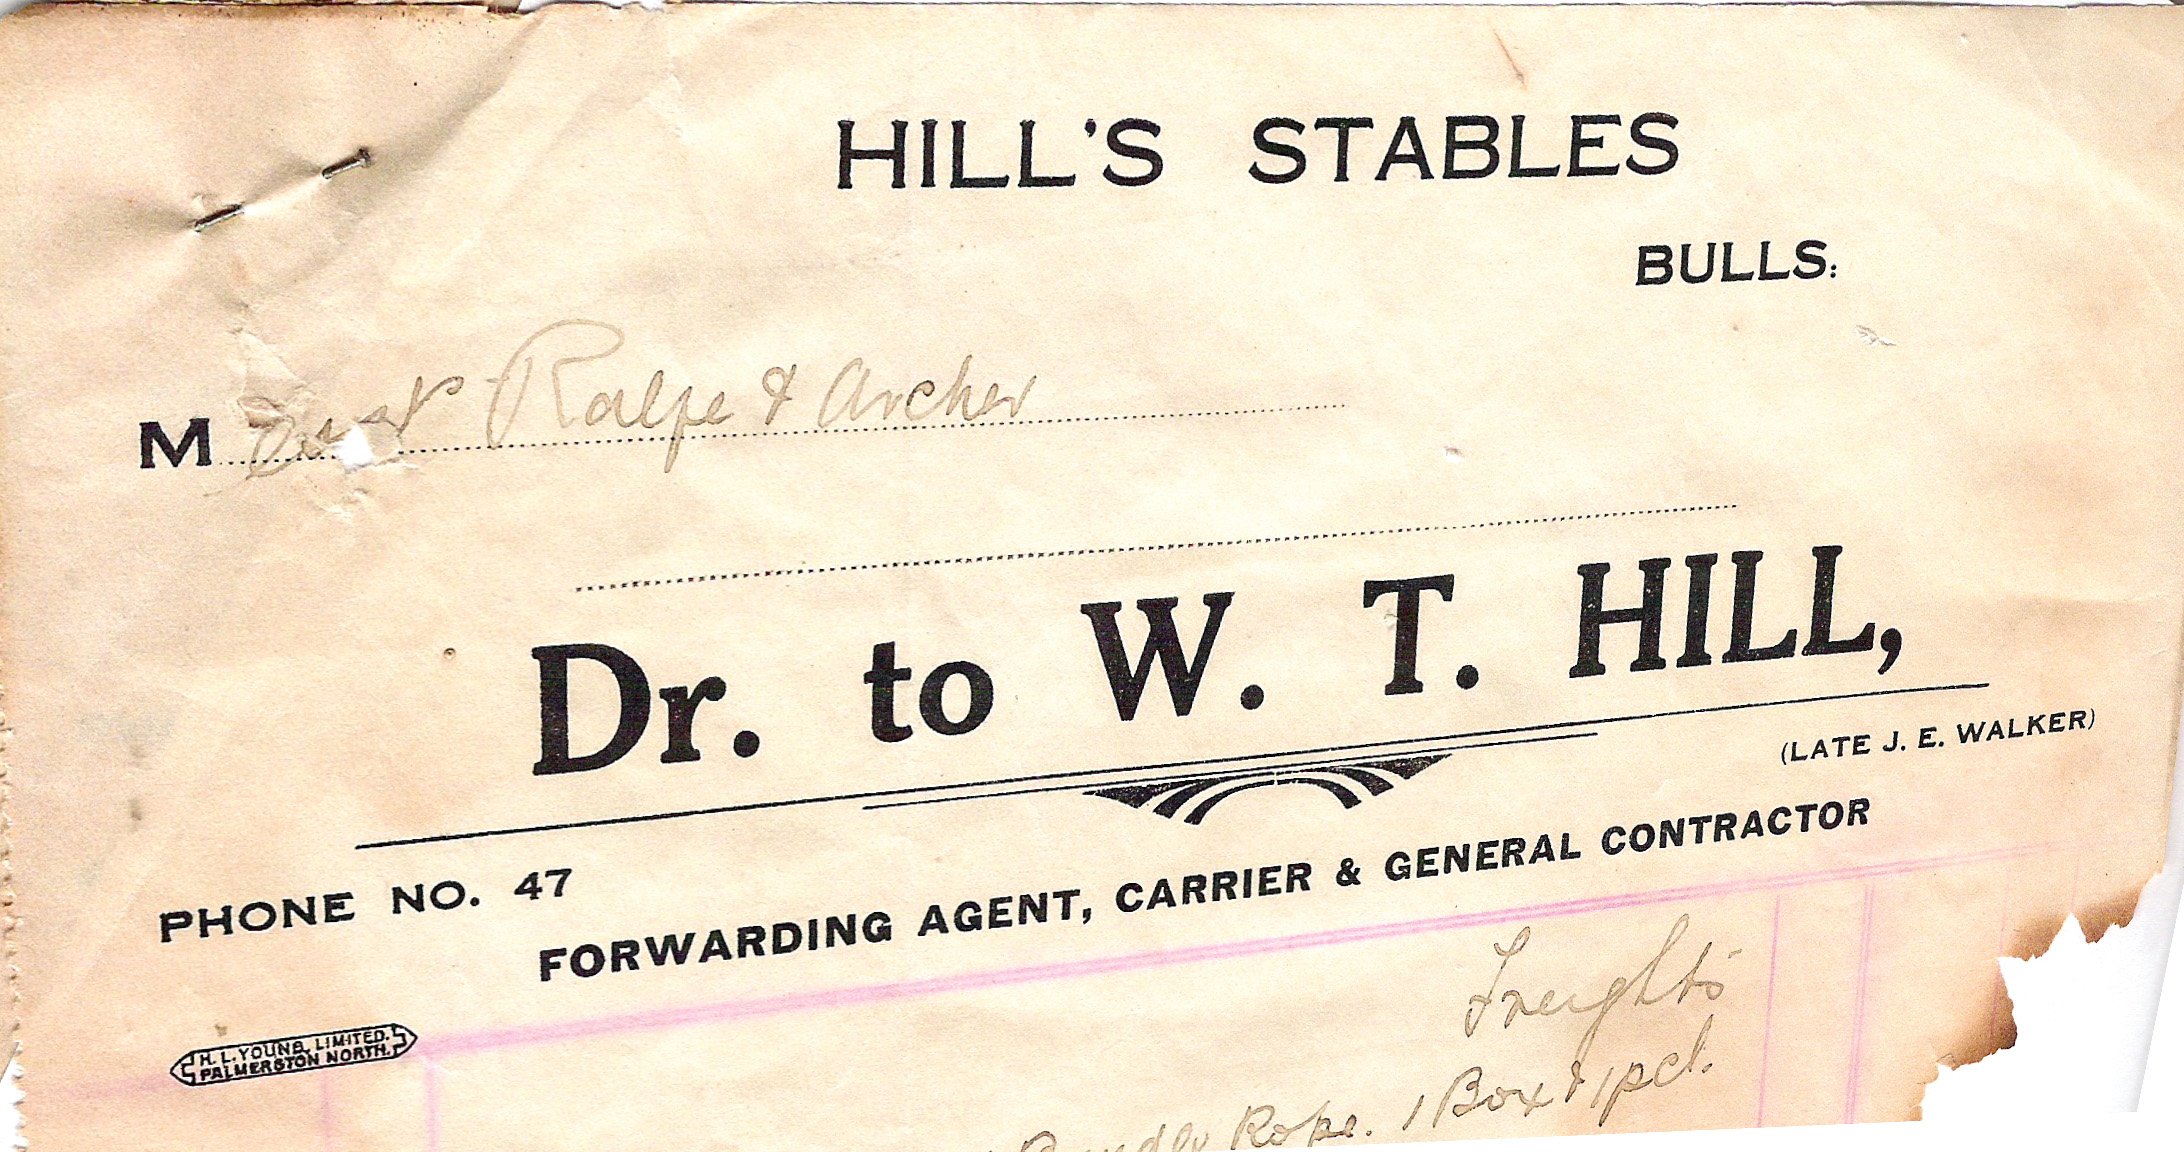 HILL'S STABLES
BULLS:
M Ralfe & Archer
Dr. to W. T. HILL,
(LATE J. E. WALKER)
PHONE NO. 47
FORWARDING AGENT, CARRIER & GENERAL CONTRACTOR
H. L. YOUNG, LIMITED.
PALMERSTON NORTH.
Freights
Rope. 1 Box & 1 pcl.